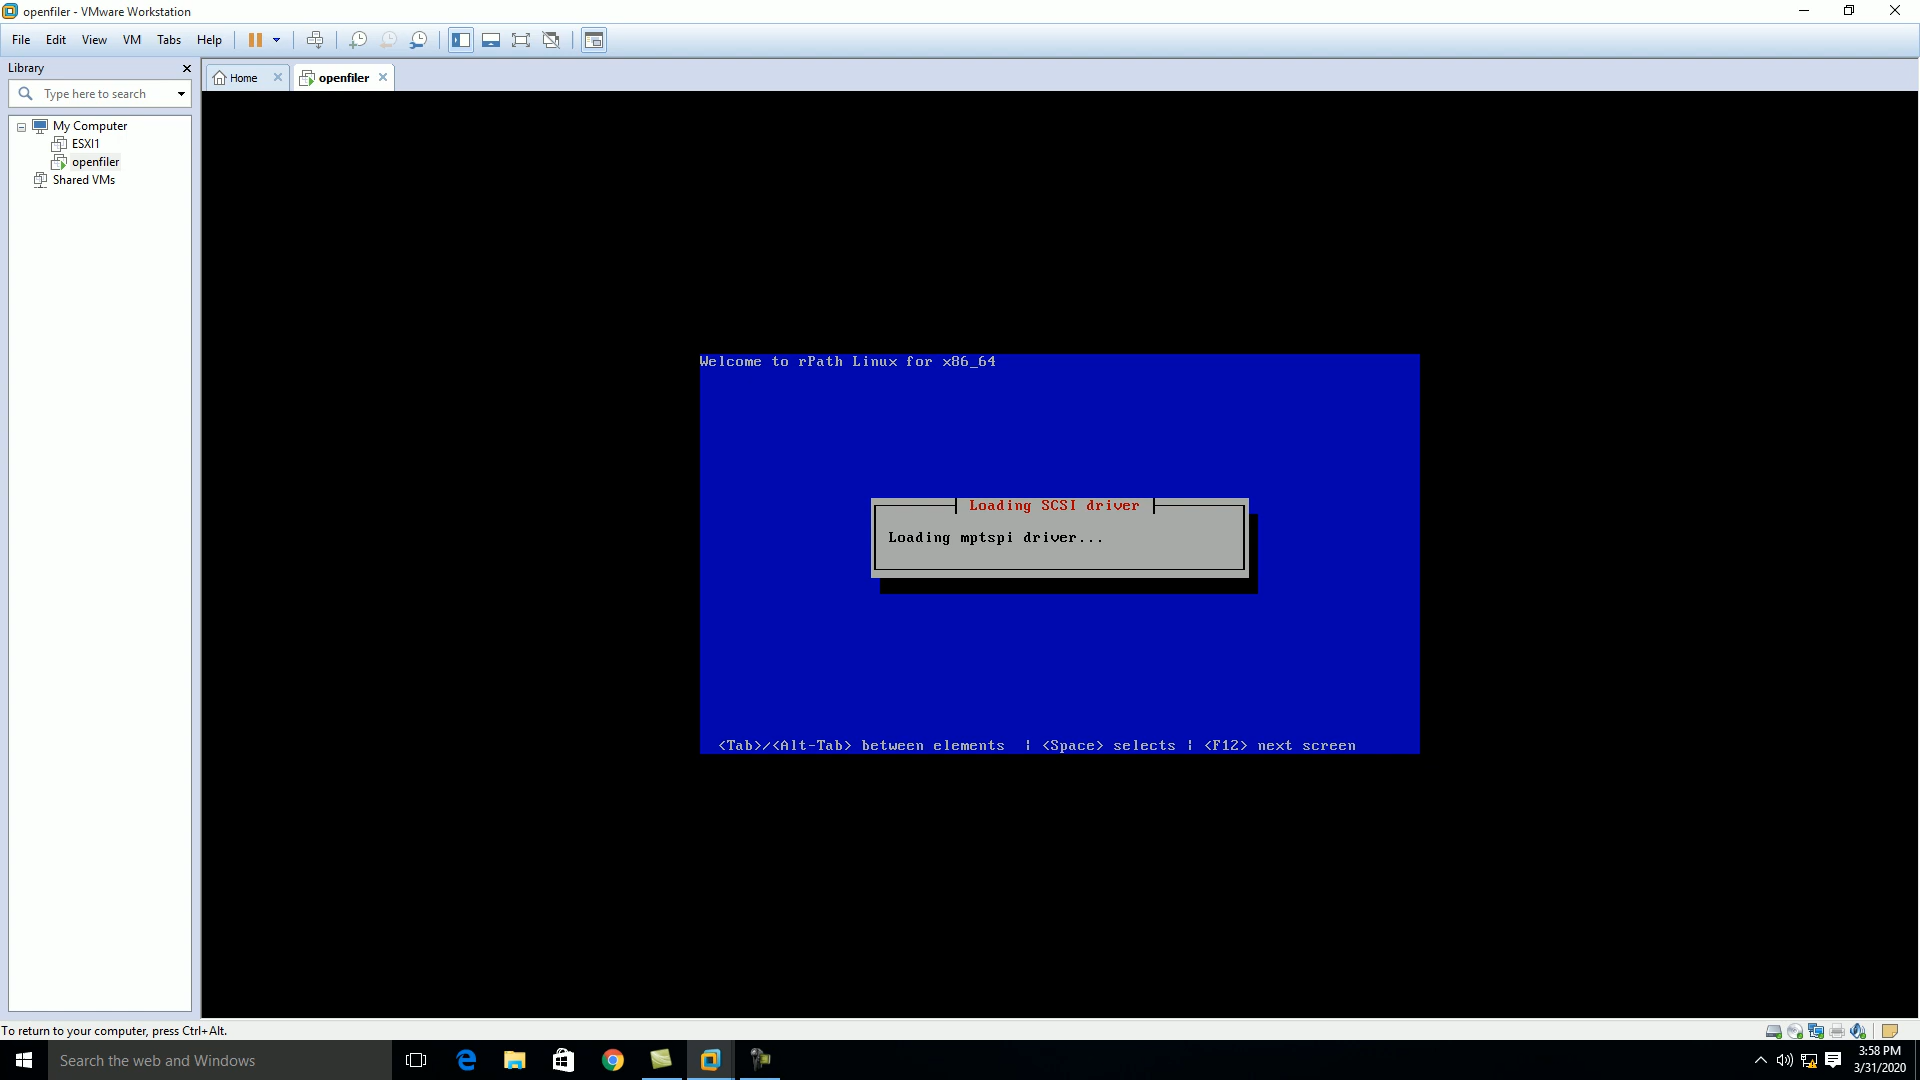 openfiler - VMware Workstation
File Edit View VM Tabs Help
Library
Home
openfiler
Type here to search
My Computer
ESXI1
openfiler
Shared VMs
Welcome to rPath Linux for x86_64
Loading SCSI driver
Loading mptspi driver...
<Tab>/<Alt-Tab> between elements | <Space> selects | <F12> next screen
To return to your computer, press Ctrl+Alt.
Search the web and Windows
3:58 PM
3/31/2020